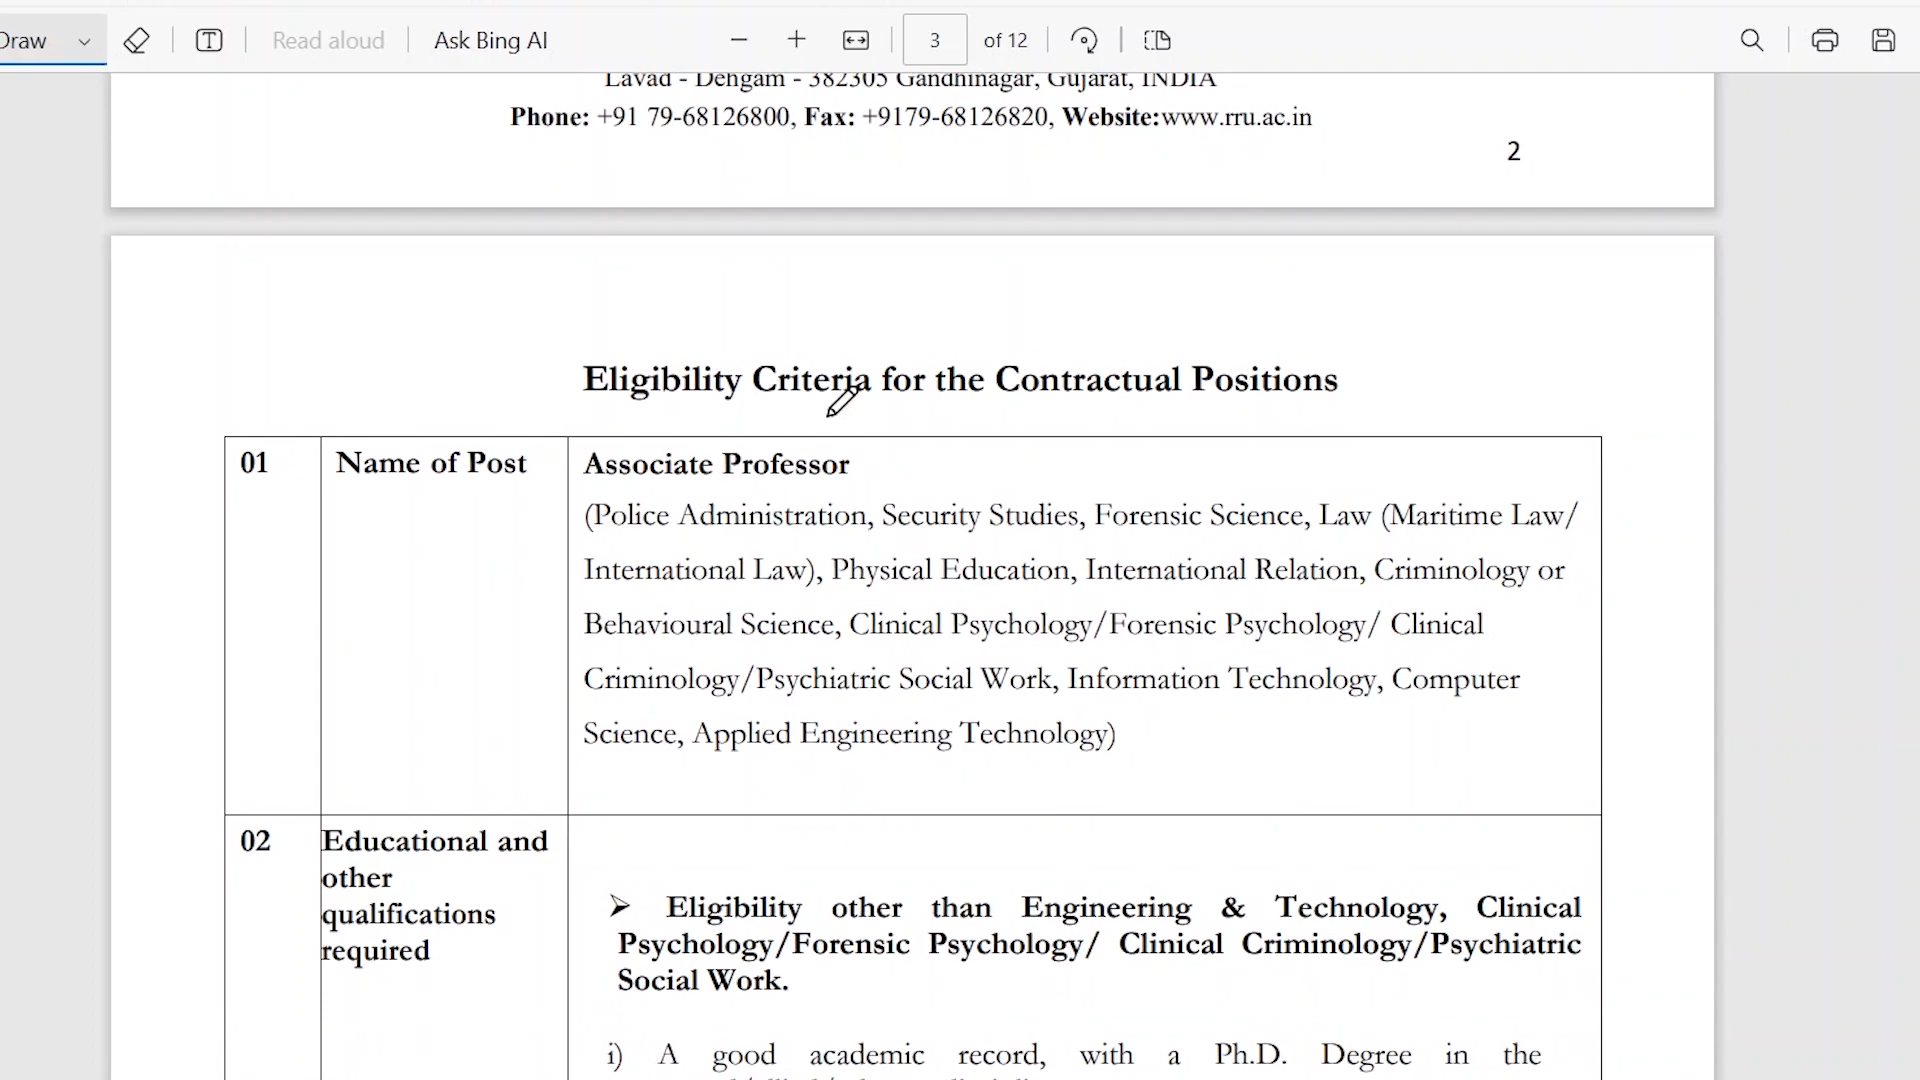 Draw
Read aloud
Ask Bing AI
3
of 12
Lavad - Dehgam - 382305 Gandhinagar, Gujarat, INDIA
Phone: +91 79-68126800, Fax: +9179-68126820, Website:www.rru.ac.in
2
Eligibility Criteria for the Contractual Positions
01
Name of Post
Associate Professor
(Police Administration, Security Studies, Forensic Science, Law (Maritime Law/
International Law), Physical Education, International Relation, Criminology or
Behavioural Science, Clinical Psychology/Forensic Psychology/ Clinical
Criminology/Psychiatric Social Work, Information Technology, Computer
Science, Applied Engineering Technology)
02
Educational and
other
qualifications
required
➢ Eligibility other than Engineering & Technology, Clinical
Psychology/Forensic Psychology/ Clinical Criminology/Psychiatric
Social Work.
i) A good academic record, with a Ph.D. Degree in the